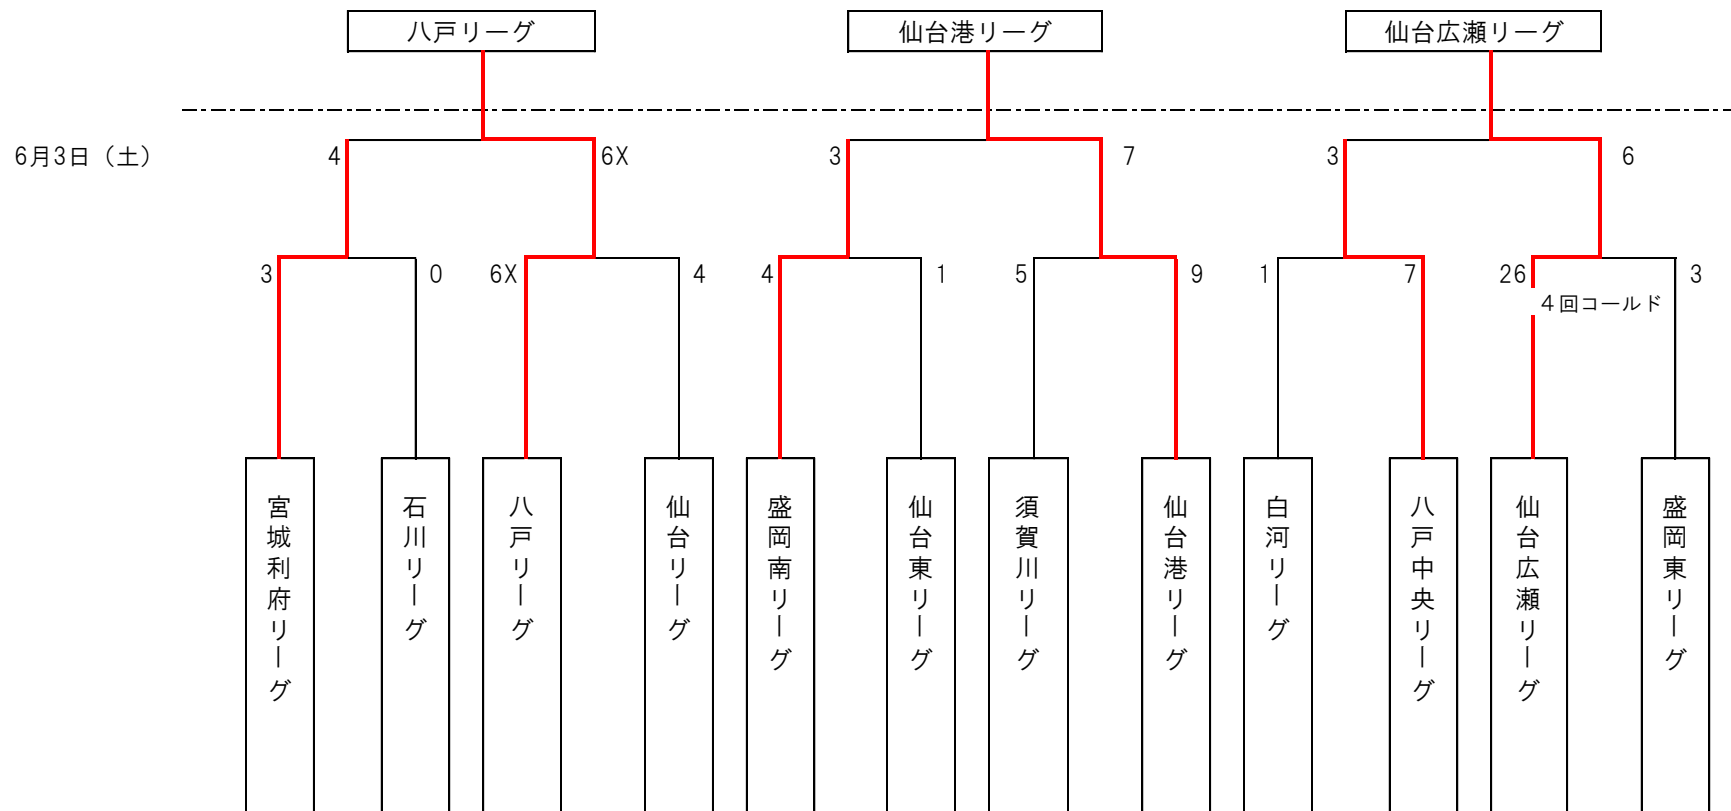 八戸リーグ
仙台港リーグ
仙台広瀬リーグ
6月3日（土）
4
6X
3
7
3
6
3
0
6X
4
4
1
5
9
1
7
26
3
４回コールド
宮城利府リーグ
石川リーグ
八戸リーグ
仙台リーグ
盛岡南リーグ
仙台東リーグ
須賀川リーグ
仙台港リーグ
白河リーグ
八戸中央リーグ
仙台広瀬リーグ
盛岡東リーグ